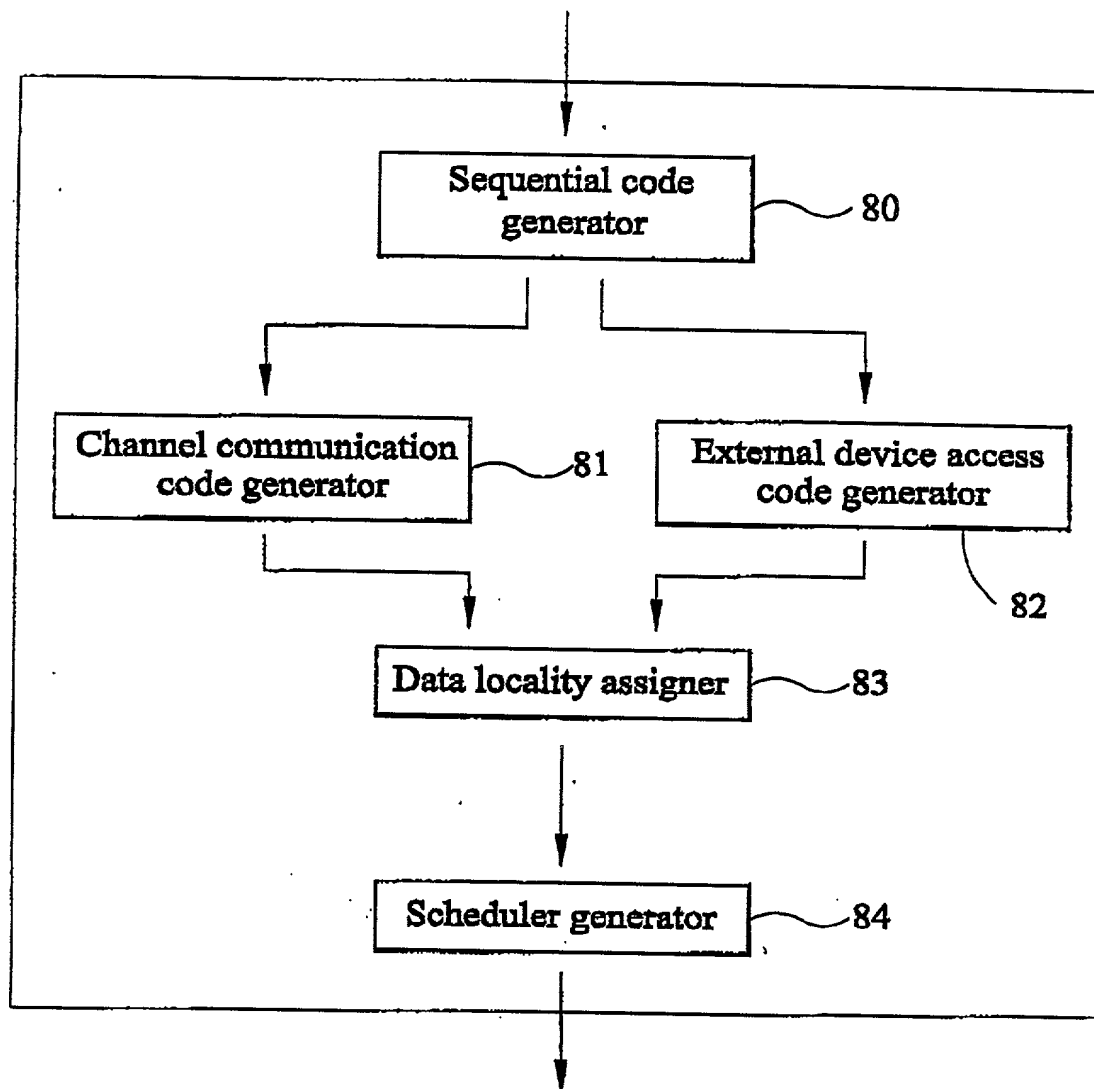 Sequential code
generator
80
Channel communication
code generator
81
External device access
code generator
82
Data locality assigner
83
Scheduler generator
84